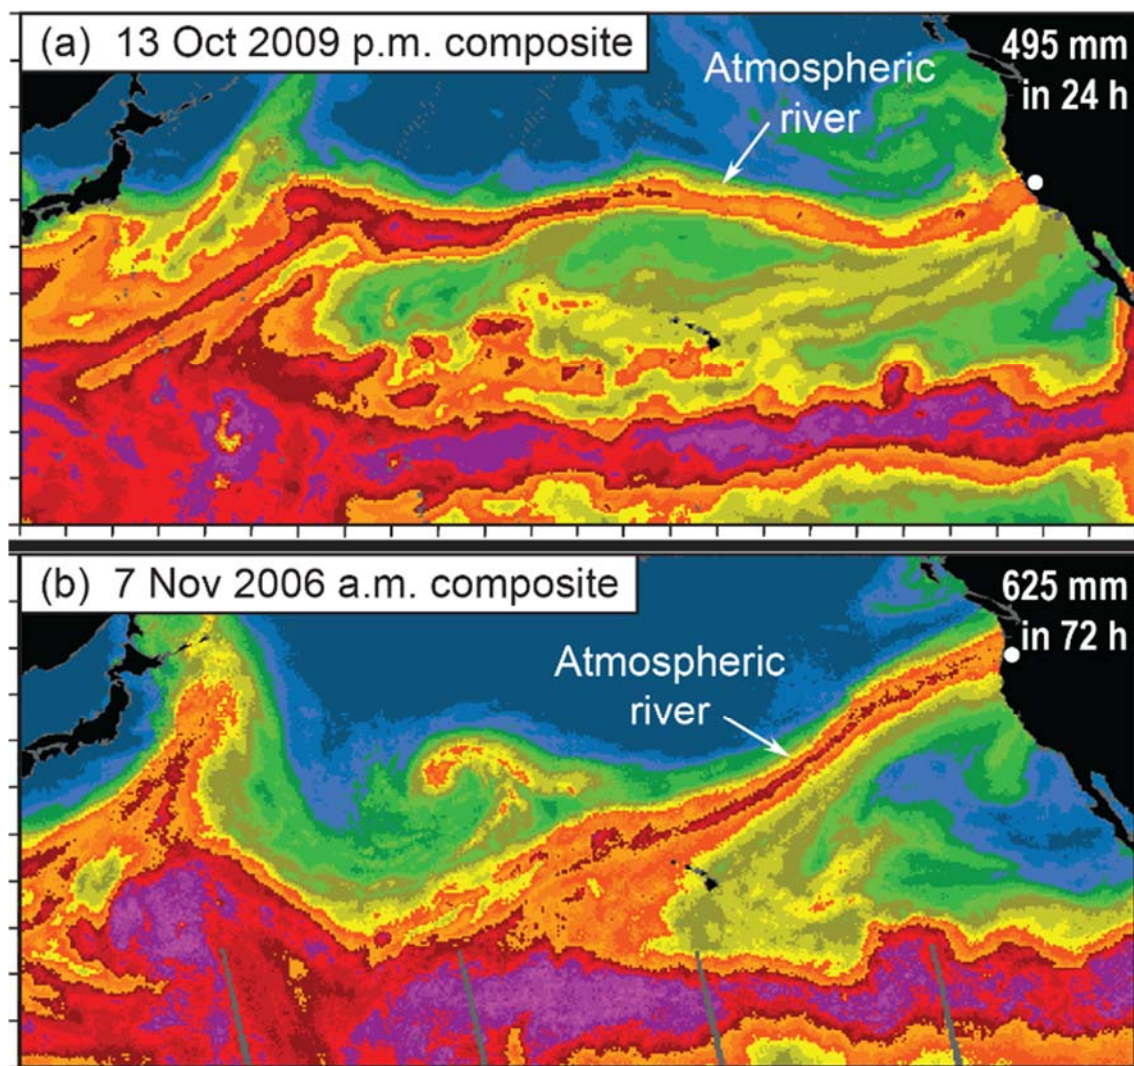 (a) 13 Oct 2009 p.m. composite
495 mm
in 24 h
Atmospheric
river
(b) 7 Nov 2006 a.m. composite
625 mm
in 72 h
Atmospheric
river